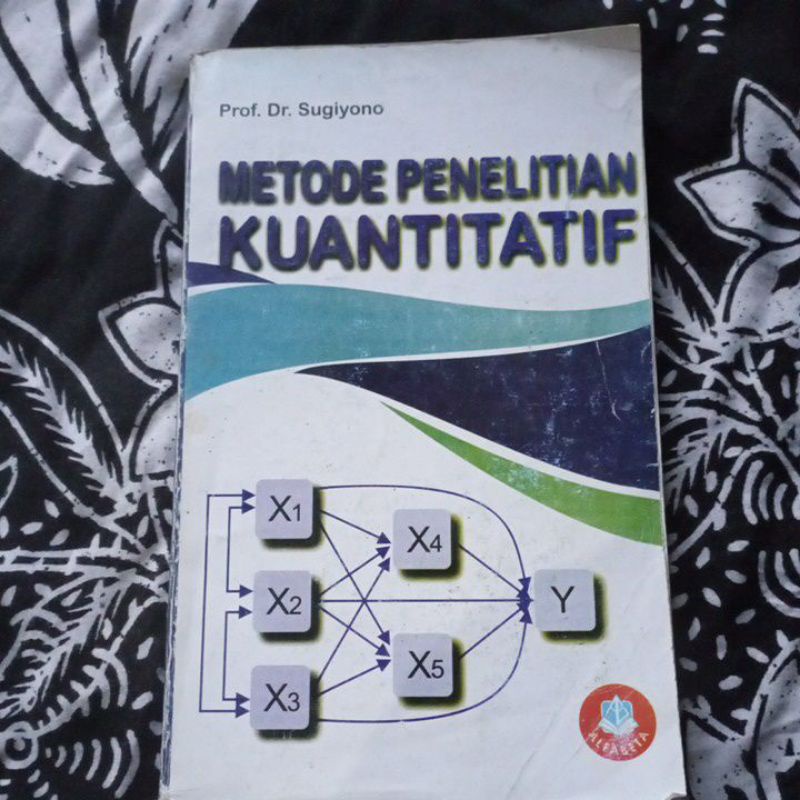 Prof. Dr. Sugiyono
METODE PENELITIAN
KUANTITATIF
X1
X4
X2
Y
X5
X3
ALFABETA